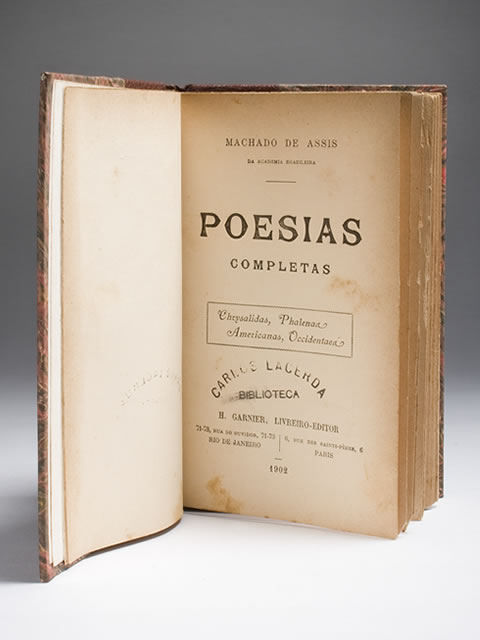 MACHADO DE ASSIS
DA ACADEMIA BRASILEIRA
POESIAS
COMPLETAS
Chrysalidas, Phalenas
Americanas, Occidentaes
CARLOS LACERDA
BIBLIOTECA
H. GARNIER, LIVREIRO-EDITOR
71-73, RUA DO OUVIDOR, 71-73
RIO DE JANEIRO
6, RUE DES SAINTS-PÈRES, 6
PARIS
1902